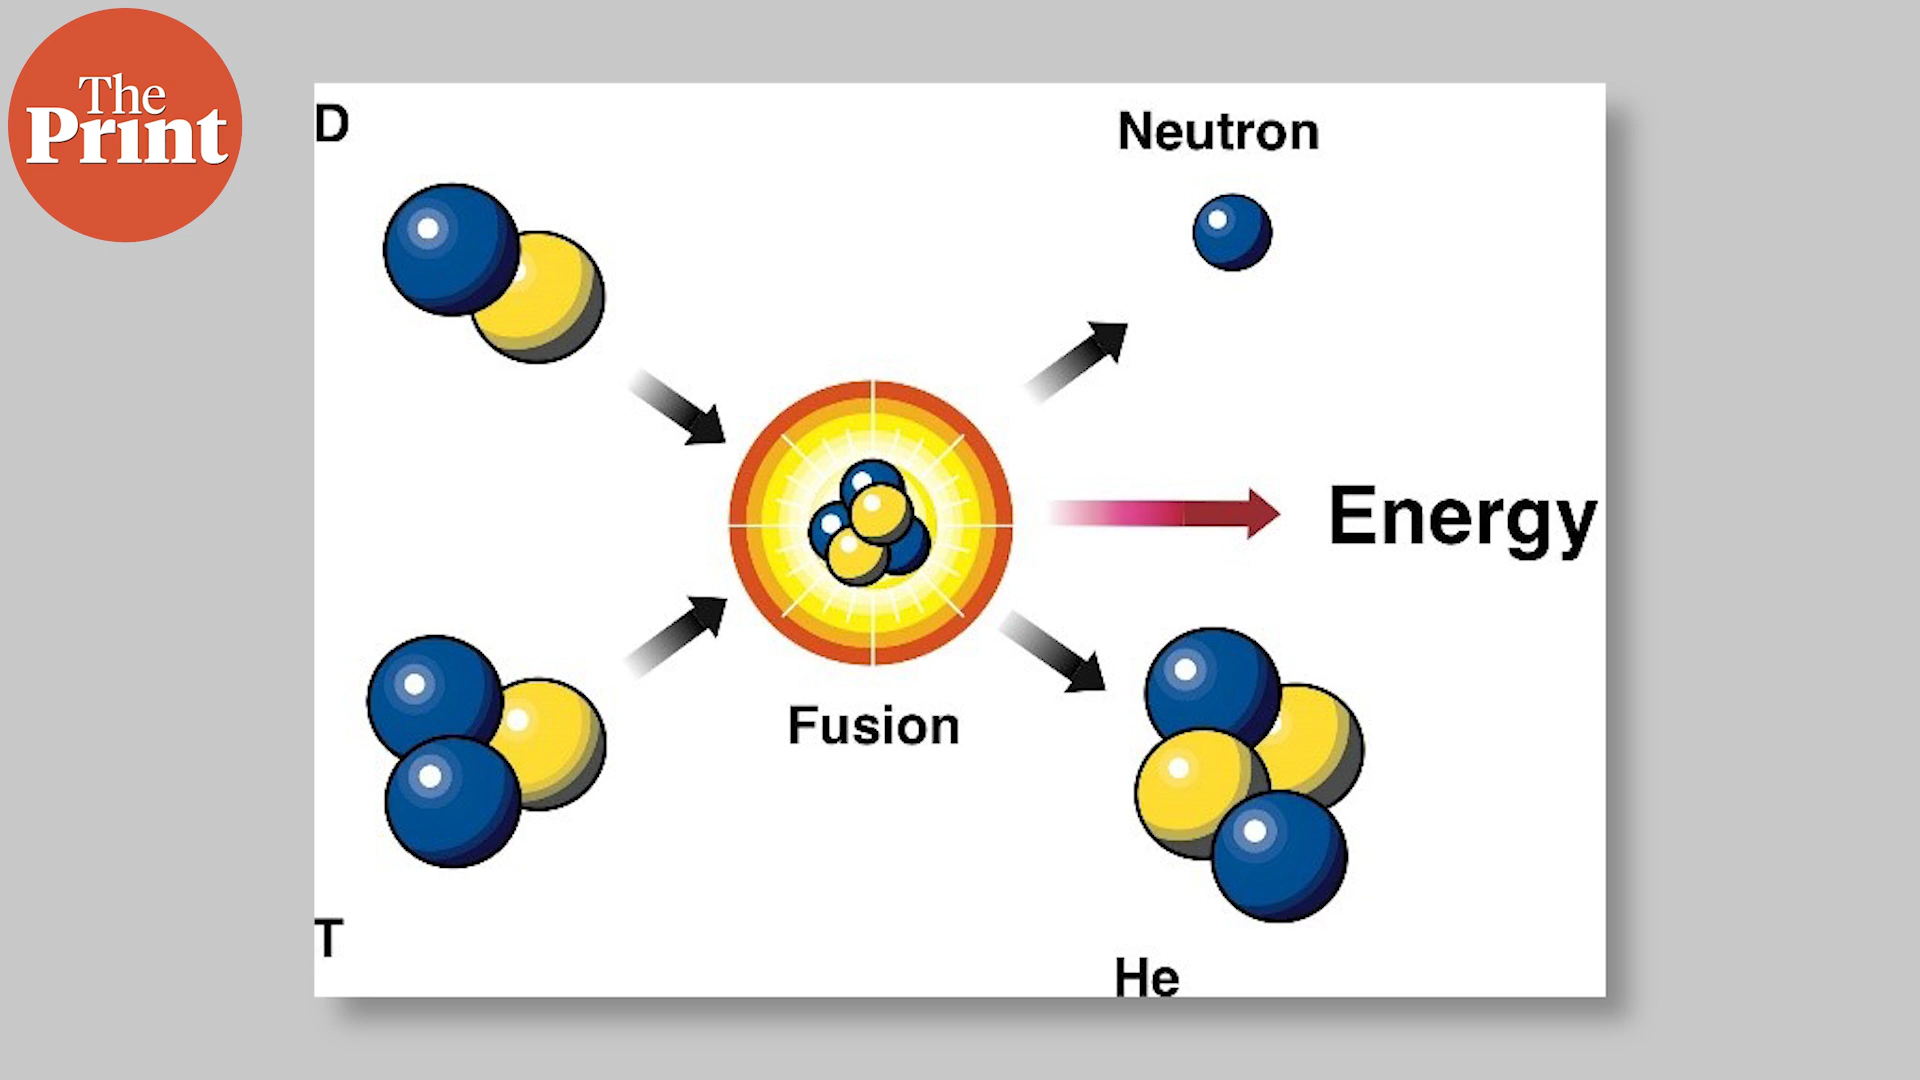 The
Print
D
Neutron
Energy
Fusion
T
He